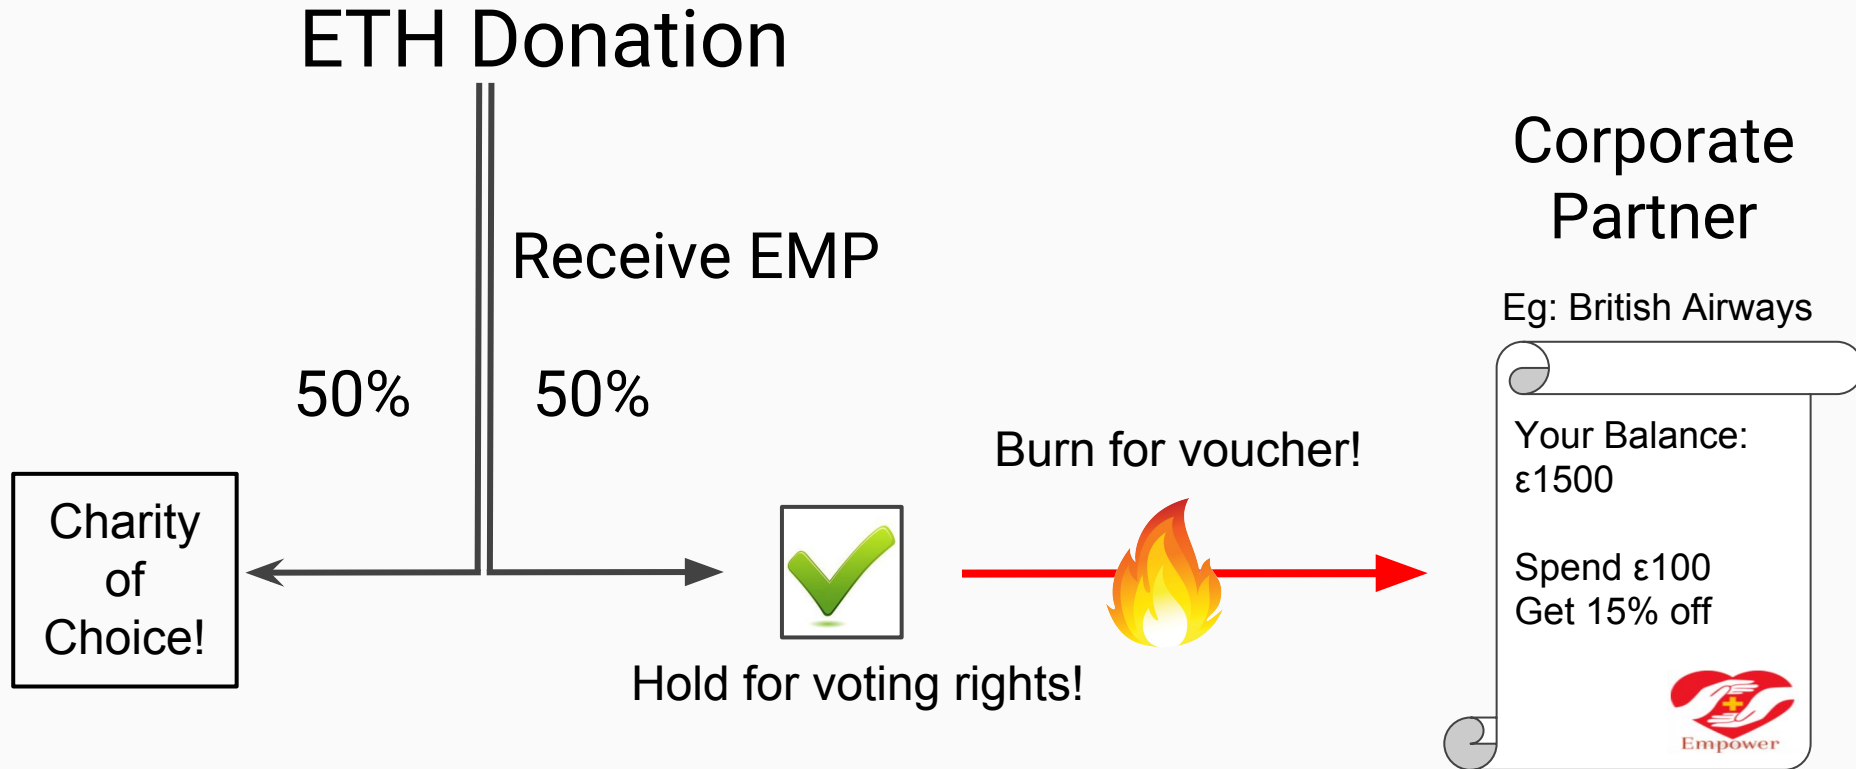 ETH Donation
Receive EMP
50%
50%
Charity
of
Choice!
Hold for voting rights!
Burn for voucher!
Corporate
Partner
Eg: British Airways
Your Balance:
ε1500
Spend ε100
Get 15% off
Empower